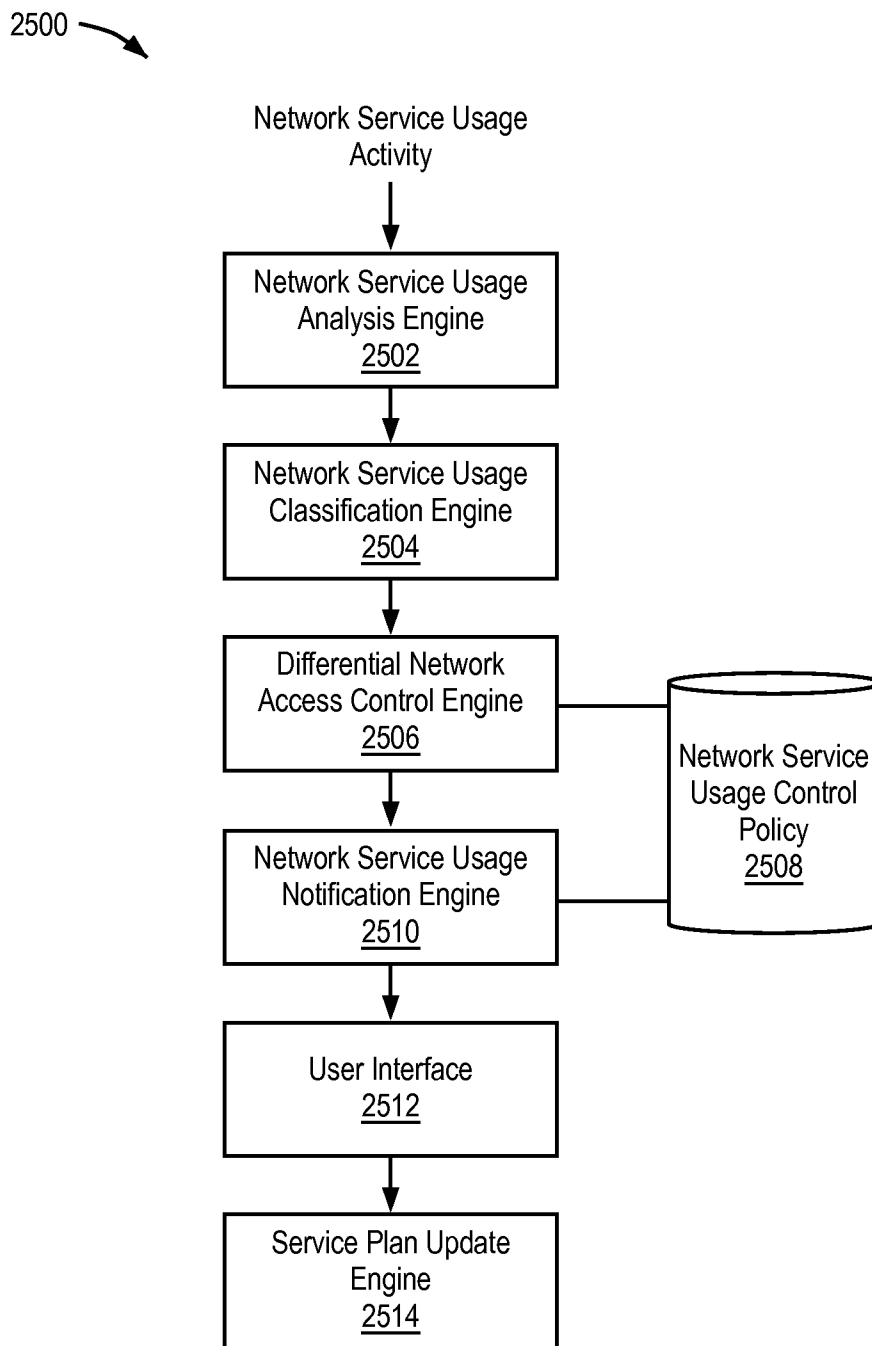 2500
Network Service Usage
Activity
Network Service Usage
Analysis Engine
2502
Network Service Usage
Classification Engine
2504
Differential Network
Access Control Engine
2506
Network Service
Usage Control
Policy
2508
Network Service Usage
Notification Engine
2510
User Interface
2512
Service Plan Update
Engine
2514